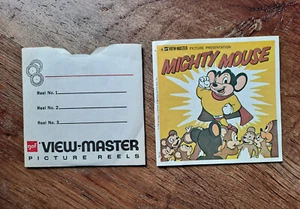 Reel No. 1
Reel No. 2
Reel No. 3
gaf VIEW-MASTER
PICTURE REELS
VIEW-MASTER PICTURE PRESENTATION
MIGHTY MOUSE